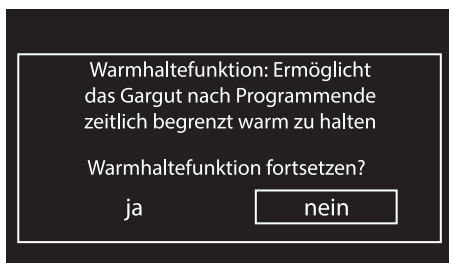 Warmhaltefunktion: Ermöglicht
das Gargut nach Programmende
zeitlich begrenzt warm zu halten
Warmhaltefunktion fortsetzen?
ja nein